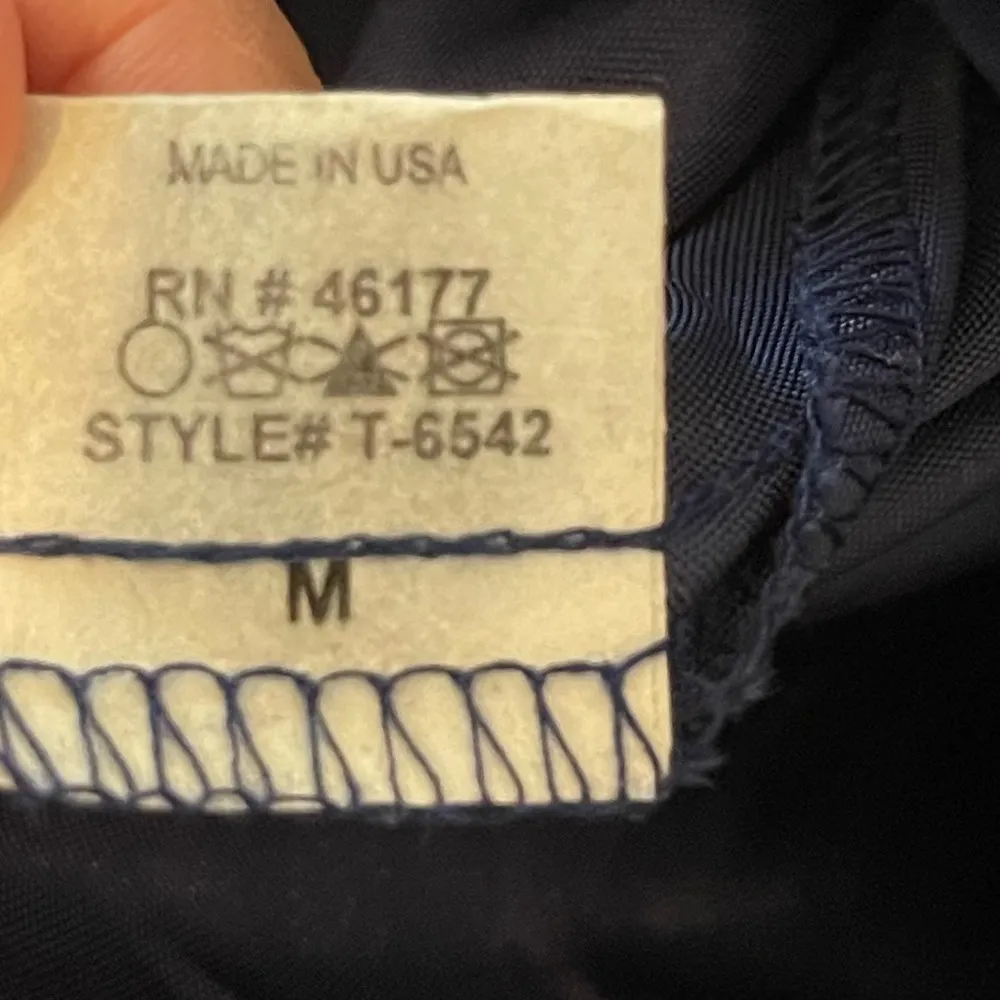 MADE IN USA
RN # 46177
STYLE# T-6542
M